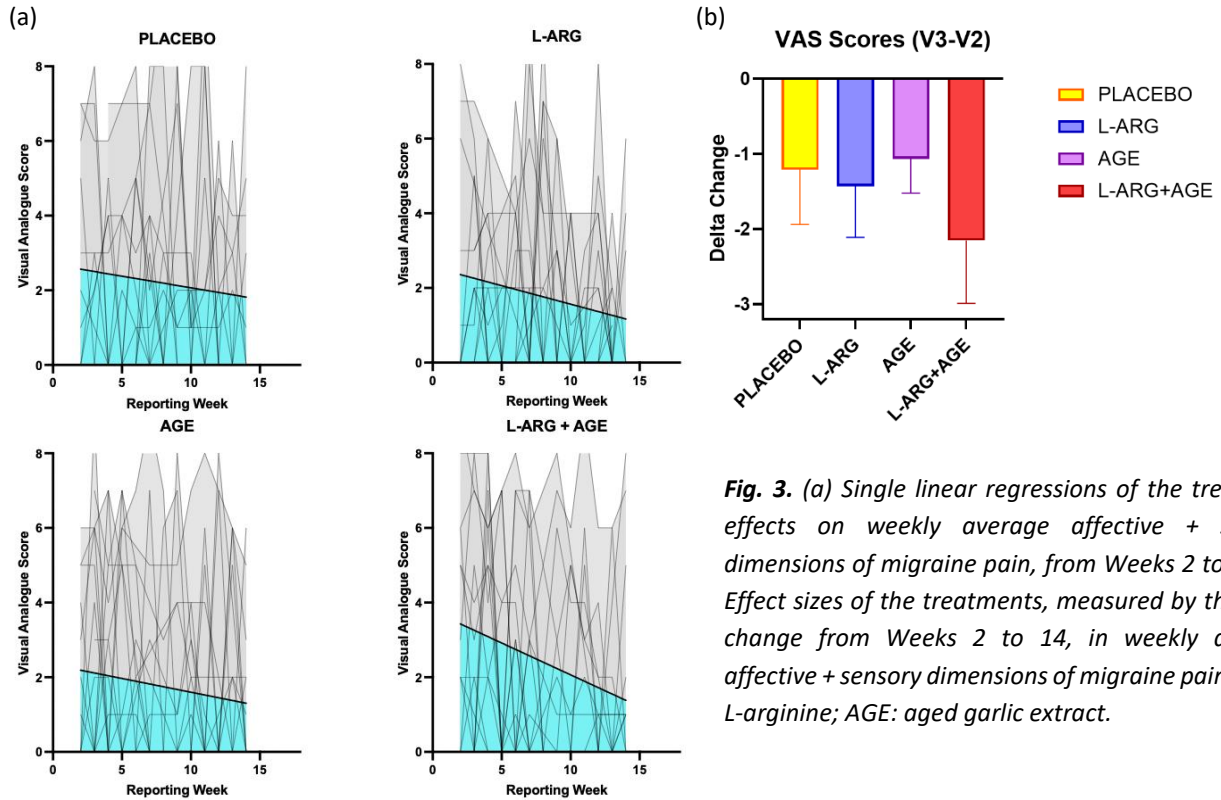 (a)
PLACEBO
Visual Analogue Score
8
6
4
2
0
0 5 10 15
Reporting Week
L-ARG
Visual Analogue Score
8
6
4
2
0
0 5 10 15
Reporting Week
AGE
Visual Analogue Score
8
6
4
2
0
0 5 10 15
Reporting Week
L-ARG + AGE
Visual Analogue Score
8
6
4
2
0
0 5 10 15
Reporting Week
(b)
VAS Scores (V3-V2)
Delta Change
0
-1
-2
-3
PLACEBO
L-ARG
AGE
L-ARG+AGE
PLACEBO
L-ARG
AGE
L-ARG+AGE
Fig. 3. (a) Single linear regressions of the
effects on weekly average affective +
dimensions of migraine pain, from Weeks 2 to
Effect sizes of the treatments, measured by
change from Weeks 2 to 14, in weekly
affective + sensory dimensions of migraine pain
L-arginine; AGE: aged garlic extract.